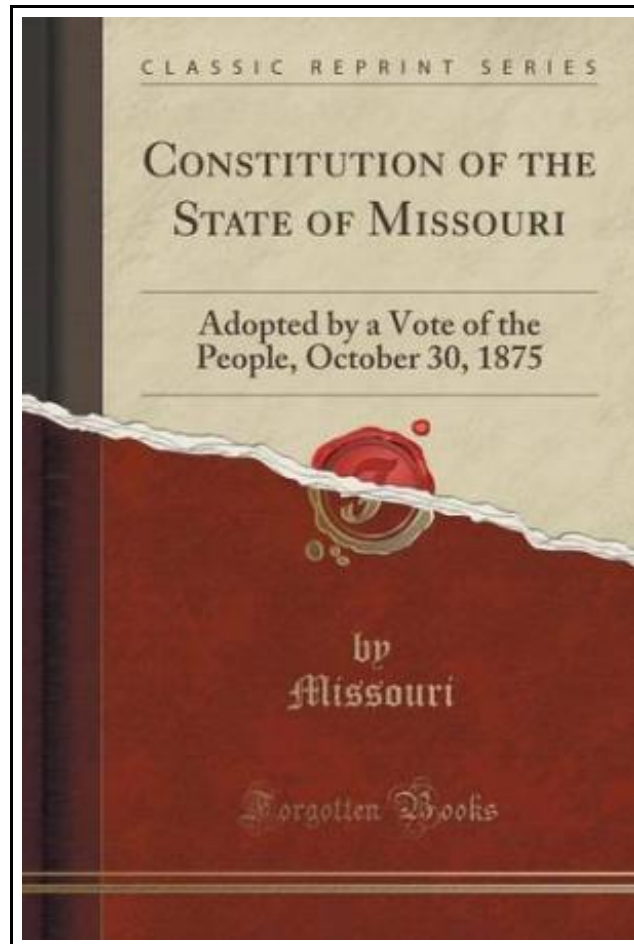 CLASSIC REPRINT SERIES
CONSTITUTION OF THE
STATE OF MISSOURI
Adopted by a Vote of the
People, October 30, 1875
F
by
Missouri
Forgotten Books